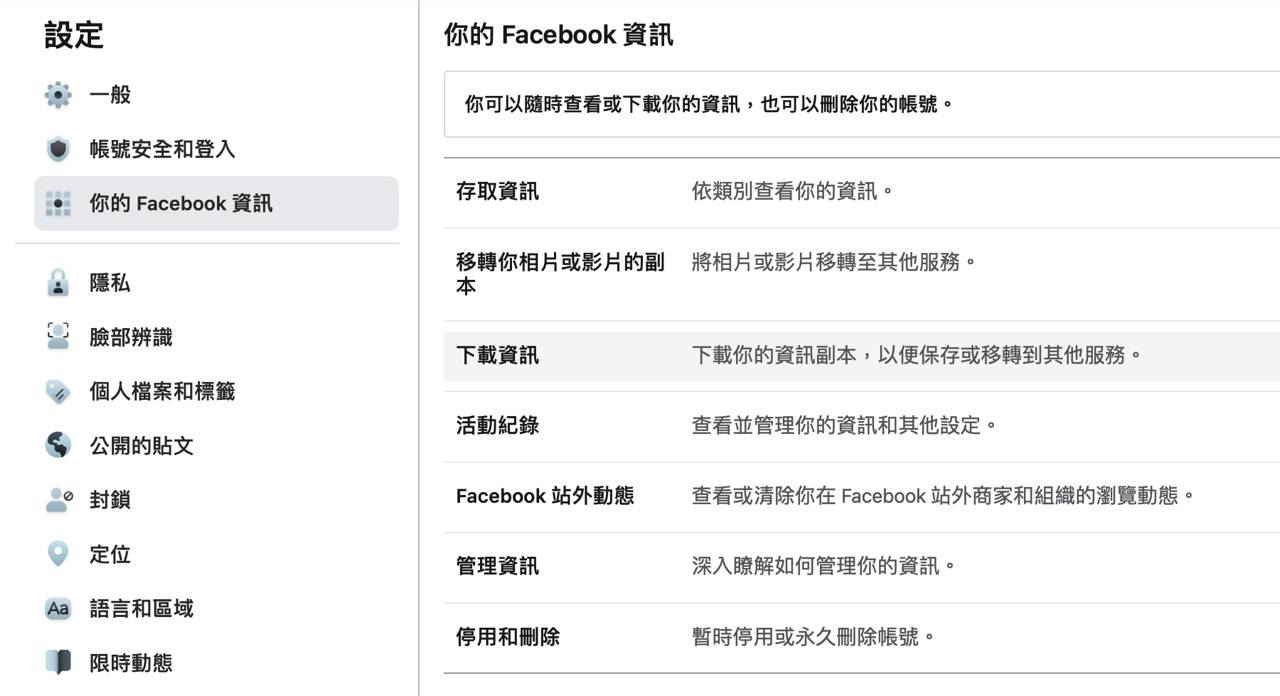 設定
一般
帳號安全和登入
你的 Facebook 資訊
隱私
臉部辨識
個人檔案和標籤
公開的貼文
封鎖
定位
Aa
語言和區域
限時動態
你的 Facebook 資訊
你可以隨時查看或下載你的資訊，也可以刪除你的帳號。
存取資訊
依類別查看你的資訊。
移轉你相片或影片的副
本
將相片或影片移轉至其他服務。
下載資訊
下載你的資訊副本，以便保存或移轉到其他服務。
活動紀錄
查看並管理你的資訊和其他設定。
Facebook 站外動態
查看或清除你在 Facebook 站外商家和組織的瀏覽動態。
管理資訊
深入瞭解如何管理你的資訊。
停用和刪除
暫時停用或永久刪除帳號。